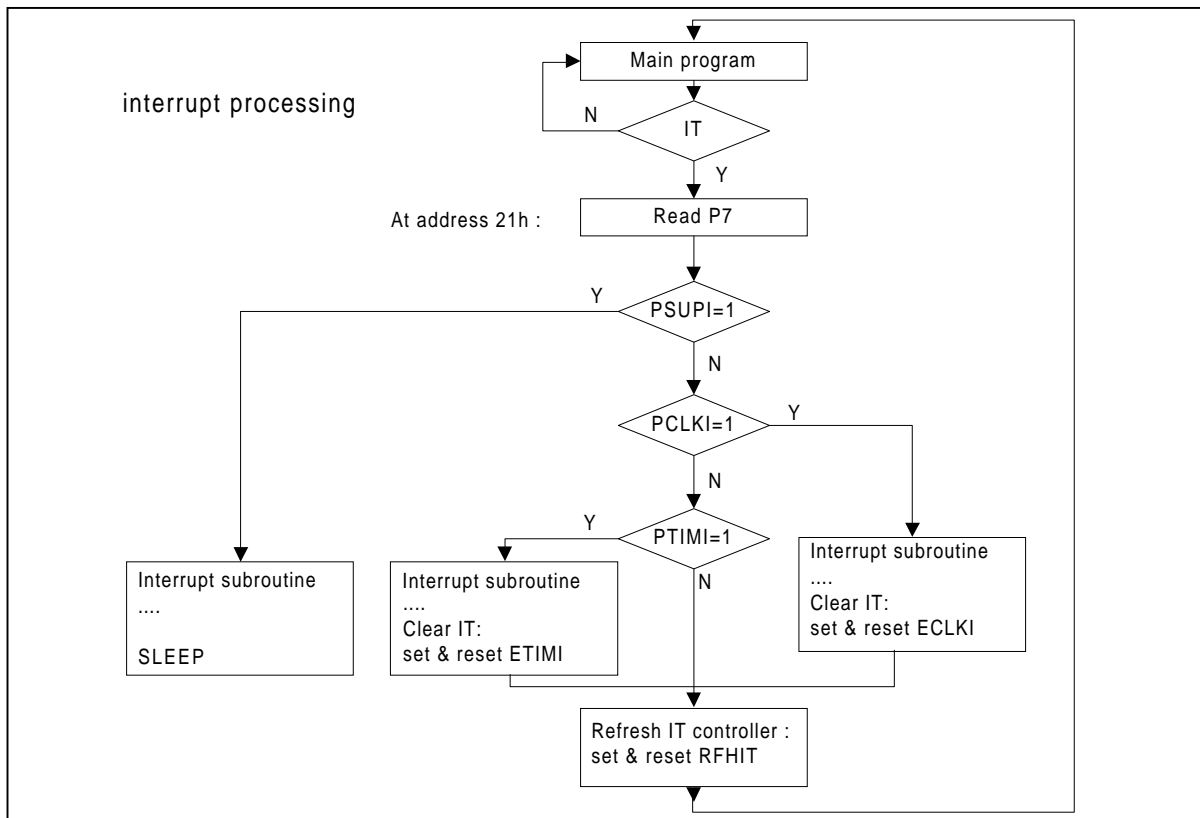 Main program
interrupt processing
N
IT
Y
At address 21h :
Read P7
Y
PSUPI=1
N
PCLKI=1
Y
N
Y
PTIMI=1
N
Interrupt subroutine
....
SLEEP
Interrupt subroutine
....
Clear IT:
set & reset ETIMI
Interrupt subroutine
....
Clear IT:
set & reset ECLKI
Refresh IT controller :
set & reset RFHIT